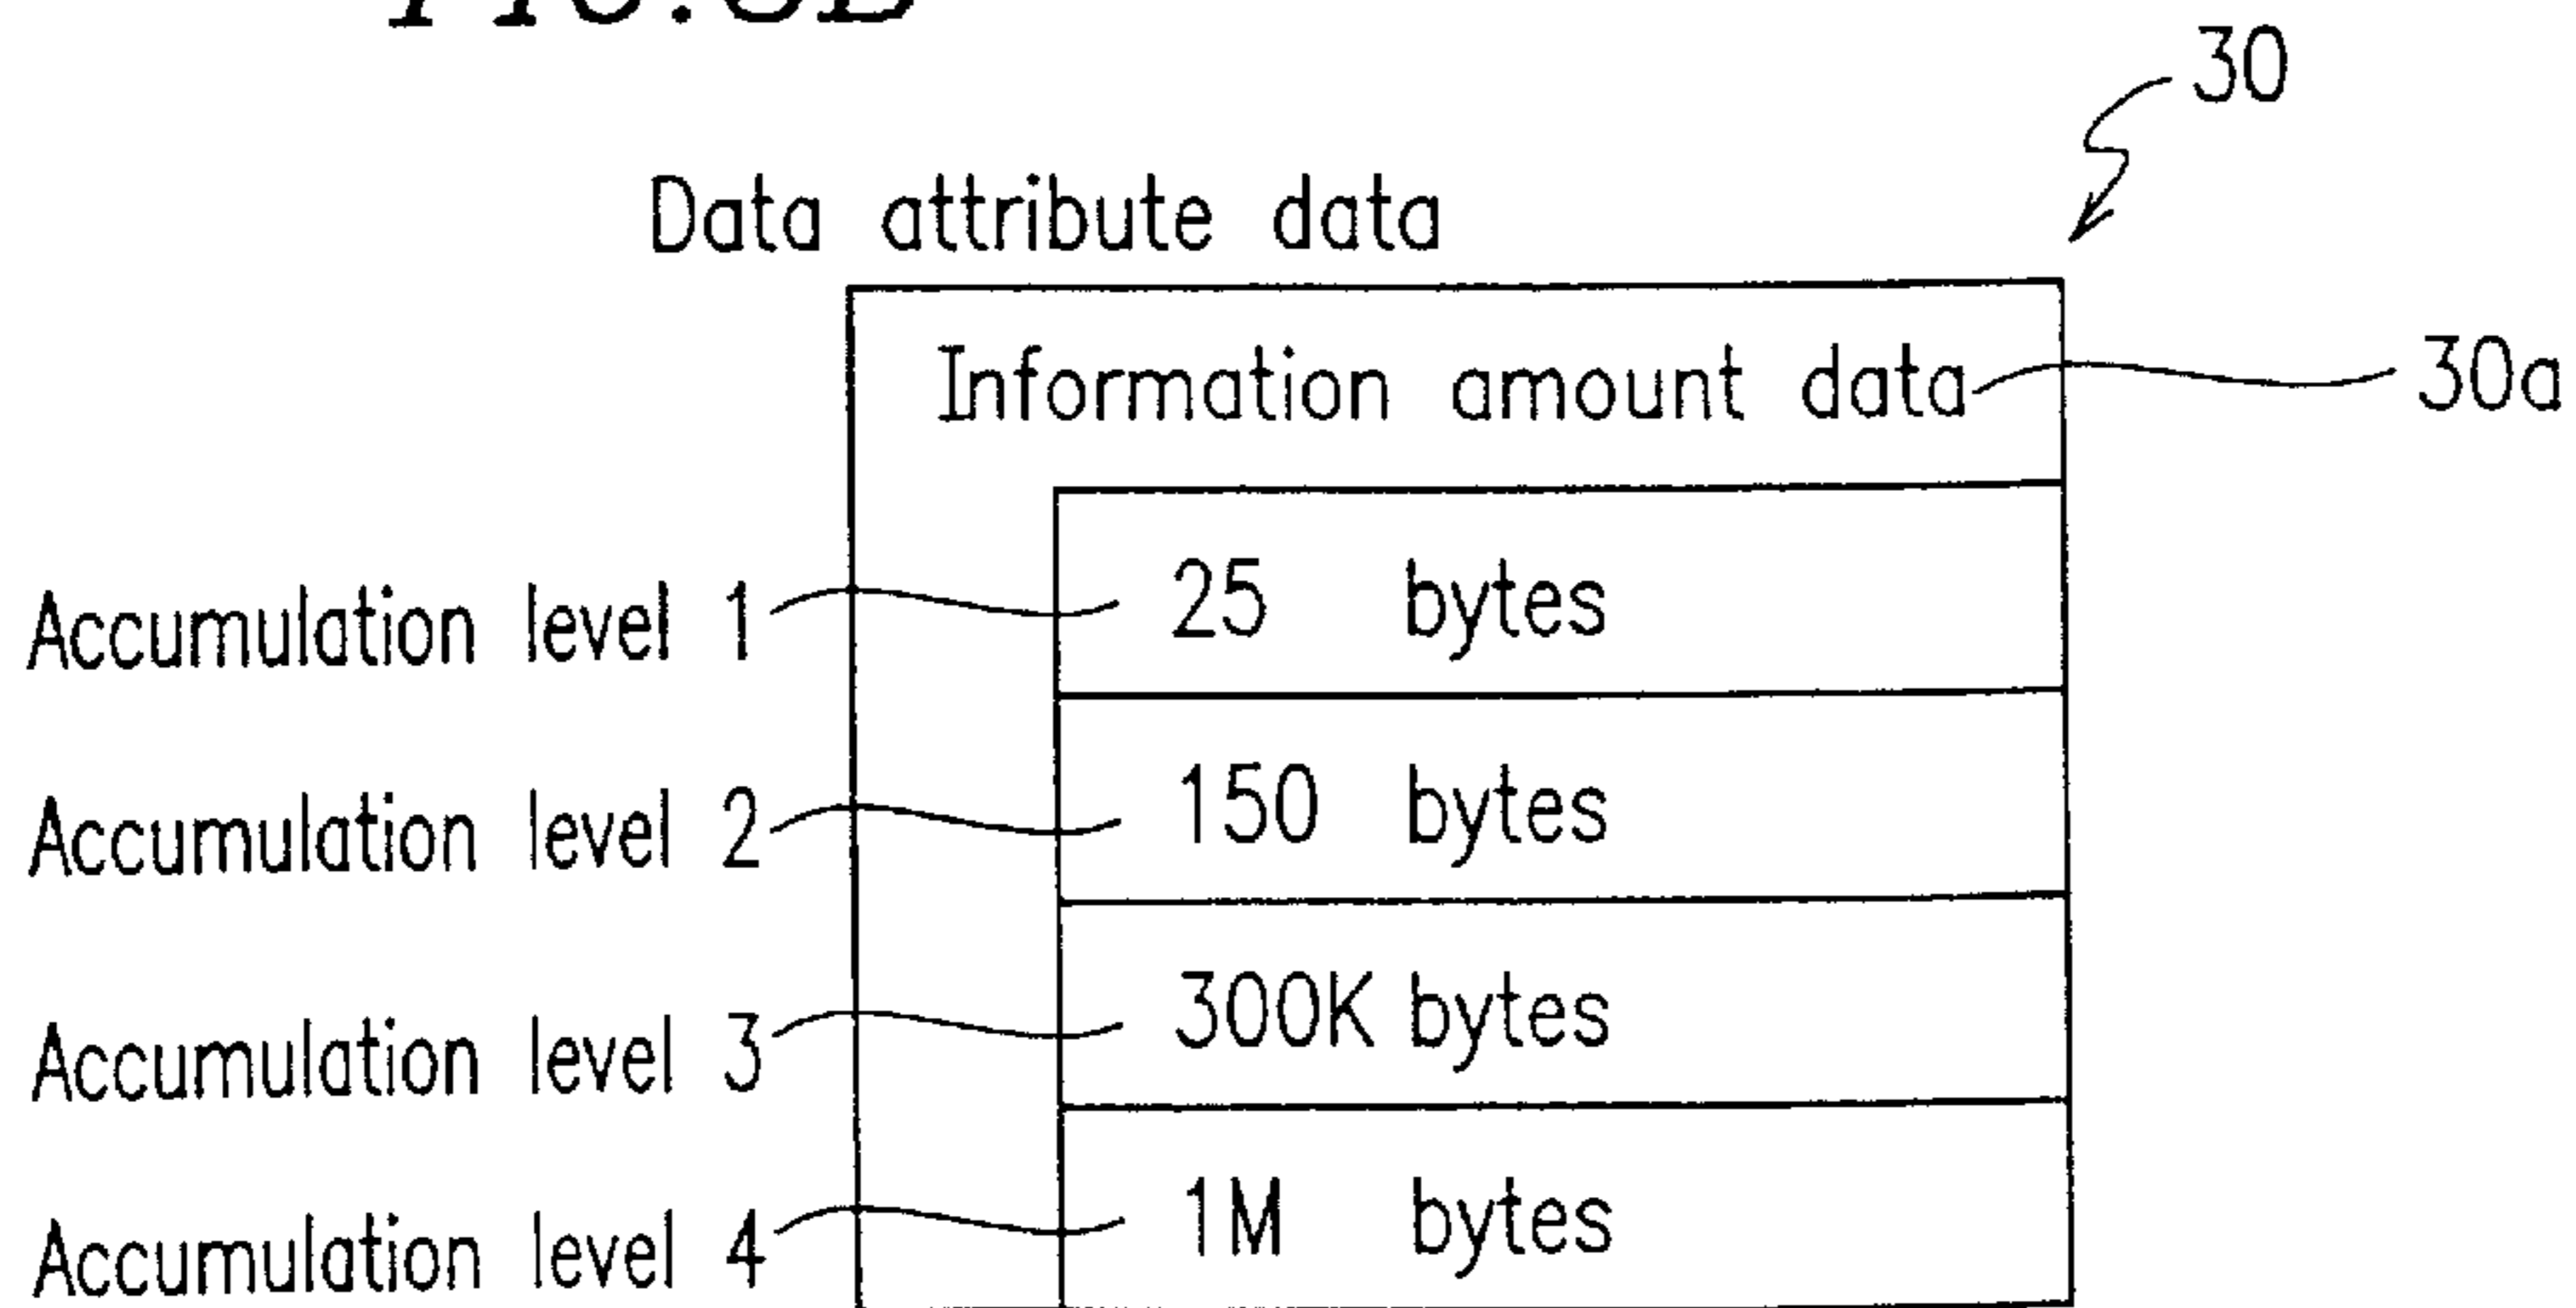 30
Data attribute data
Information amount data 30a
Accumulation level 1 25 bytes
Accumulation level 2 150 bytes
Accumulation level 3 300K bytes
Accumulation level 4 1M bytes